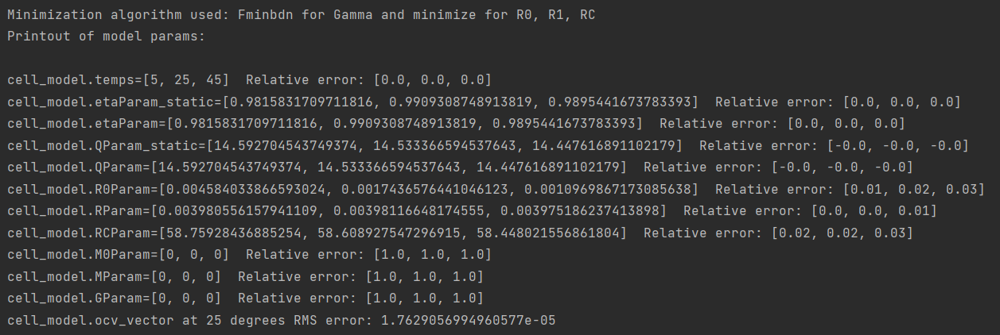 Minimization algorithm used: Fminbdn for Gamma and minimize for R0, R1, RC
Printout of model params:
cell_model.temps=[5, 25, 45]  Relative error: [0.0, 0.0, 0.0]
cell_model.etaParam_static=[0.9815831709711816, 0.9909308748913819, 0.9895441673783393]  Relative error: [0.0, 0.0, 0.0]
cell_model.etaParam=[0.9815831709711816, 0.9909308748913819, 0.9895441673783393]  Relative error: [0.0, 0.0, 0.0]
cell_model.QParam_static=[14.592704543749374, 14.533366594537643, 14.447616891102179]  Relative error: [-0.0, -0.0, -0.0]
cell_model.QParam=[14.592704543749374, 14.533366594537643, 14.447616891102179]  Relative error: [-0.0, -0.0, -0.0]
cell_model.R0Param=[0.004584033866593024, 0.0017436576441046123, 0.0010969867173085638]  Relative error: [0.01, 0.02, 0.03]
cell_model.RParam=[0.003980556157941109, 0.00398116648174555, 0.003975186237413898]  Relative error: [0.0, 0.0, 0.01]
cell_model.RCParam=[58.75928436885254, 58.608927547296915, 58.448021556861804]  Relative error: [0.02, 0.02, 0.03]
cell_model.M0Param=[0, 0, 0]  Relative error: [1.0, 1.0, 1.0]
cell_model.MParam=[0, 0, 0]  Relative error: [1.0, 1.0, 1.0]
cell_model.GParam=[0, 0, 0]  Relative error: [1.0, 1.0, 1.0]
cell_model.ocv_vector at 25 degrees RMS error: 1.7629056994960577e-05